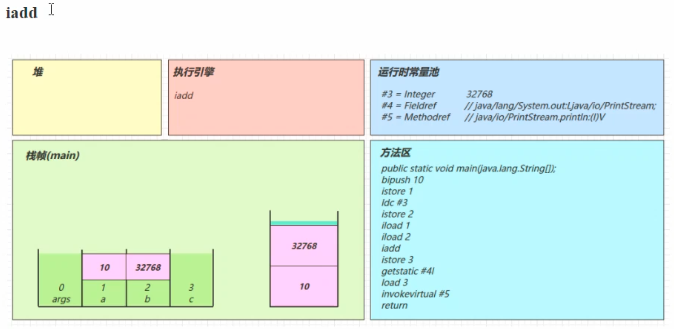 iadd
堆
执行引擎
iadd
运行时常量池
#3 = Integer 32768
#4 = Fieldref // java/lang/System.out:Ljava/io/PrintStream;
#5 = Methodref // java/io/PrintStream.println:(I)V
栈帧(main)
10 32768
0 1 2 3
args a b c
32768
10
方法区
public static void main(java.lang.String[]);
bipush 10
istore 1
ldc #3
istore 2
iload 1
iload 2
iadd
istore 3
getstatic #4l
load 3
invokevirtual #5
return